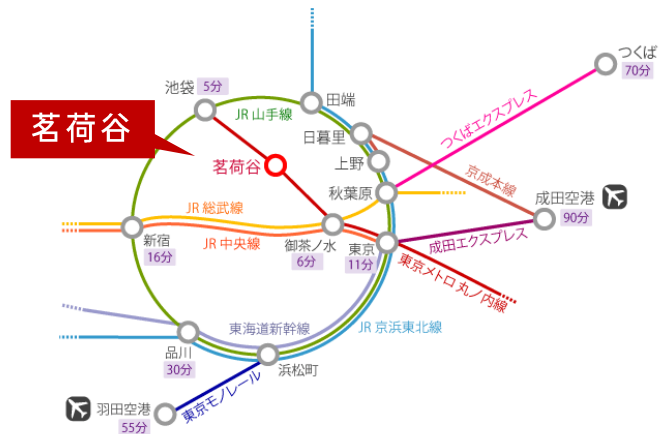 つくば
70分
池袋
5分
田端
JR 山手線
つくばエクスプレス
茗荷谷
日暮里
茗荷谷
上野
京成本線
秋葉原
成田空港
90分
JR 総武線
新宿
16分
JR 中央線
御茶ノ水
6分
東京
11分
成田エクスプレス
東京メトロ 丸ノ内線
東海道新幹線
JR 京浜東北線
品川
30分
浜松町
東京モノレール
羽田空港
55分